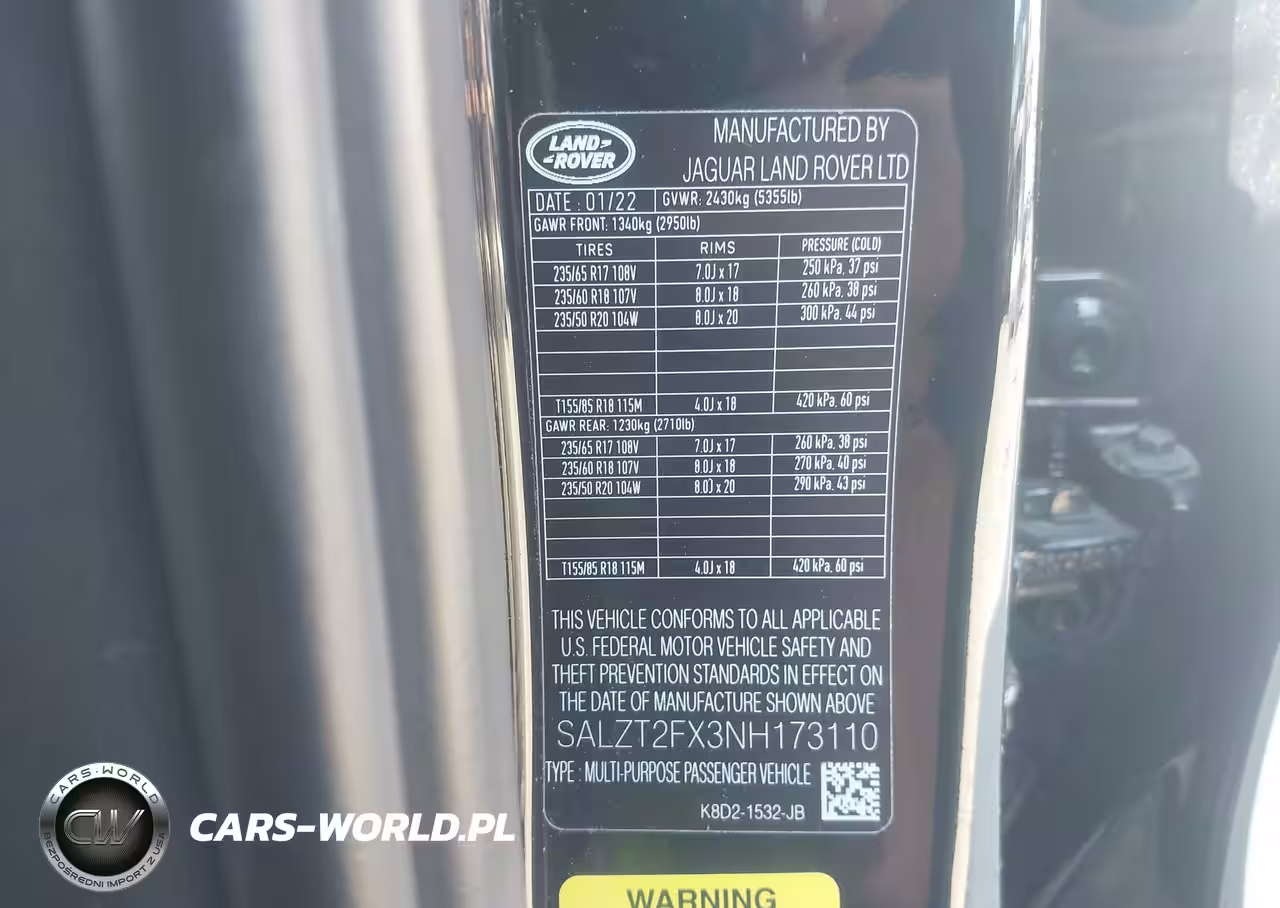 LAND
ROVER
MANUFACTURED BY
JAGUAR LAND ROVER LTD
DATE : 01/22 GVWR: 2430kg (5355lb)
GAWR FRONT: 1340kg (2950lb)
TIRES RIMS PRESSURE (COLD)
235/65 R17 108V 7.0J x 17 250 kPa, 37 psi
235/60 R18 107V 8.0J x 18 260 kPa, 38 psi
235/50 R20 104W 8.0J x 20 300 kPa, 44 psi
T155/85 R18 115M 4.0J x 18 420 kPa, 60 psi
GAWR REAR: 1230kg (2710lb)
235/65 R17 108V 7.0J x 17 260 kPa, 38 psi
235/60 R18 107V 8.0J x 18 270 kPa, 40 psi
235/50 R20 104W 8.0J x 20 290 kPa, 43 psi
T155/85 R18 115M 4.0J x 18 420 kPa, 60 psi
THIS VEHICLE CONFORMS TO ALL APPLICABLE
U.S. FEDERAL MOTOR VEHICLE SAFETY AND
THEFT PREVENTION STANDARDS IN EFFECT ON
THE DATE OF MANUFACTURE SHOWN ABOVE
SALZT2FX3NH173110
TYPE : MULTI-PURPOSE PASSENGER VEHICLE
K8D2-1532-JB
WARNING
CARS-WORLD
CW
BEZPOŚREDNI IMPORT Z USA
CARS-WORLD.PL